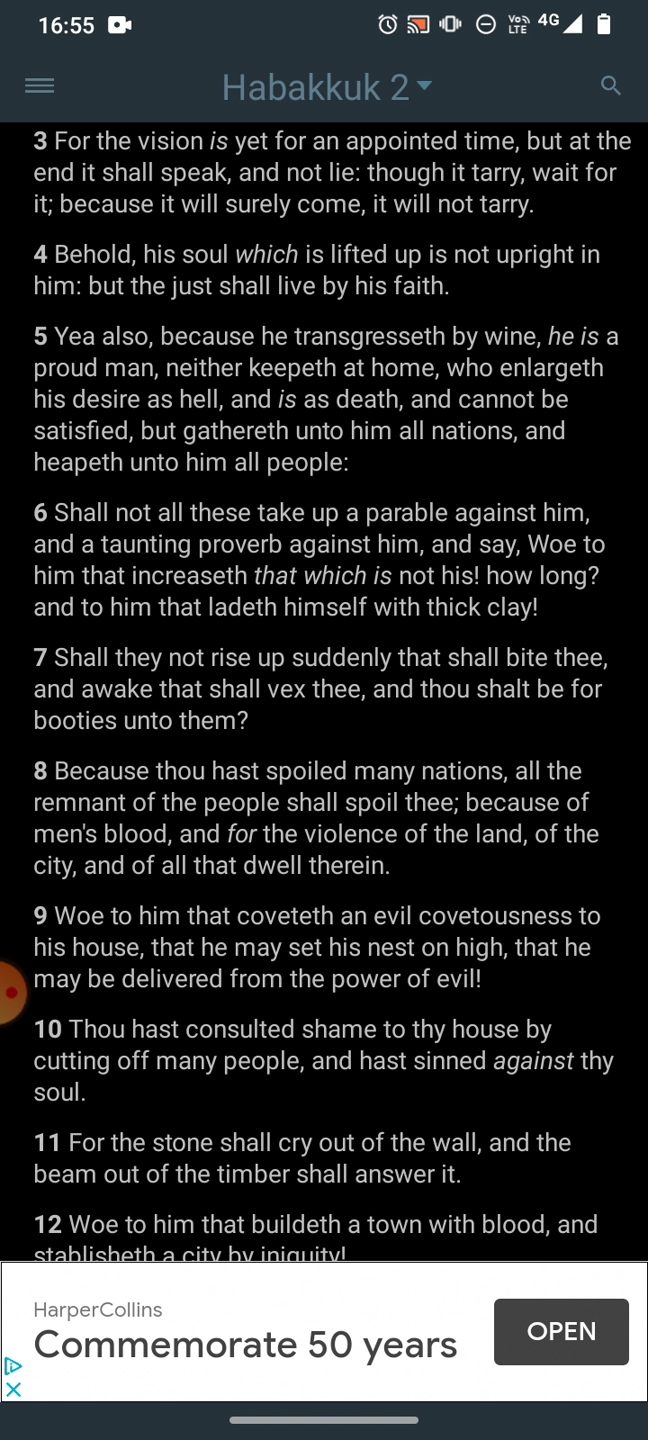 16:55
Vo
LTE
4G
Habakkuk 2
3 For the vision is yet for an appointed time, but at the
end it shall speak, and not lie: though it tarry, wait for
it; because it will surely come, it will not tarry.
4 Behold, his soul which is lifted up is not upright in
him: but the just shall live by his faith.
5 Yea also, because he transgresseth by wine, he is a
proud man, neither keepeth at home, who enlargeth
his desire as hell, and is as death, and cannot be
satisfied, but gathereth unto him all nations, and
heapeth unto him all people:
6 Shall not all these take up a parable against him,
and a taunting proverb against him, and say, Woe to
him that increaseth that which is not his! how long?
and to him that ladeth himself with thick clay!
7 Shall they not rise up suddenly that shall bite thee,
and awake that shall vex thee, and thou shalt be for
booties unto them?
8 Because thou hast spoiled many nations, all the
remnant of the people shall spoil thee; because of
men's blood, and for the violence of the land, of the
city, and of all that dwell therein.
9 Woe to him that coveteth an evil covetousness to
his house, that he may set his nest on high, that he
may be delivered from the power of evil!
10 Thou hast consulted shame to thy house by
cutting off many people, and hast sinned against thy
soul.
11 For the stone shall cry out of the wall, and the
beam out of the timber shall answer it.
12 Woe to him that buildeth a town with blood, and
stablisheth a city by iniquity!
HarperCollins
Commemorate 50 years
OPEN